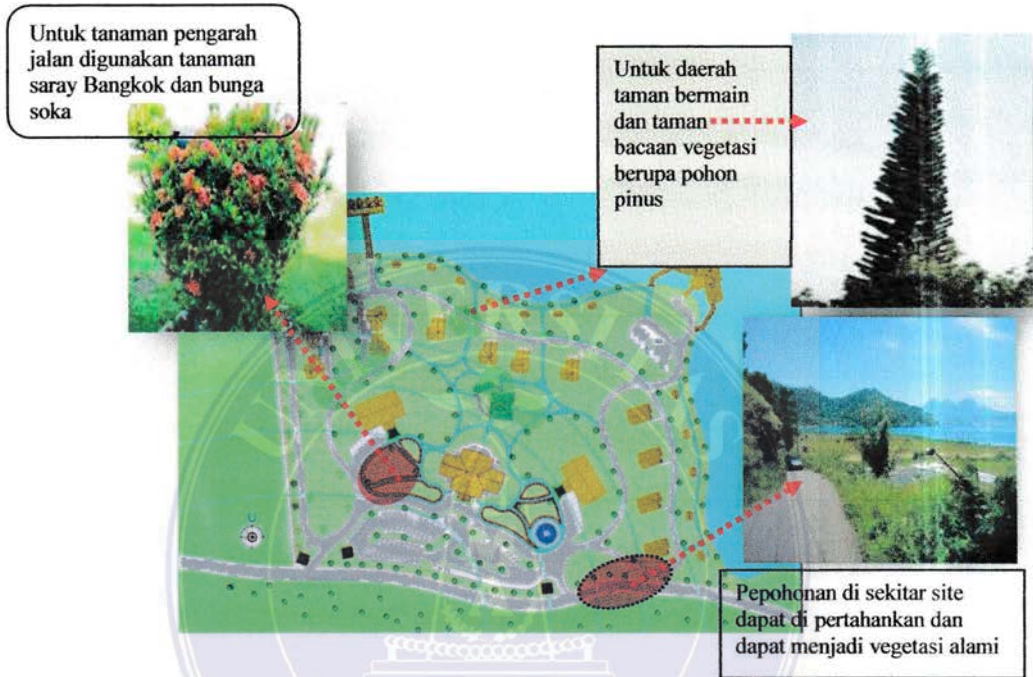 Untuk tanaman pengarah
jalan digunakan tanaman
saray Bangkok dan bunga
soka
Untuk daerah
taman bermain
dan taman
bacaan vegetasi
berupa pohon
pinus
Pepohonan di sekitar site
dapat di pertahankan dan
dapat menjadi vegetasi alami